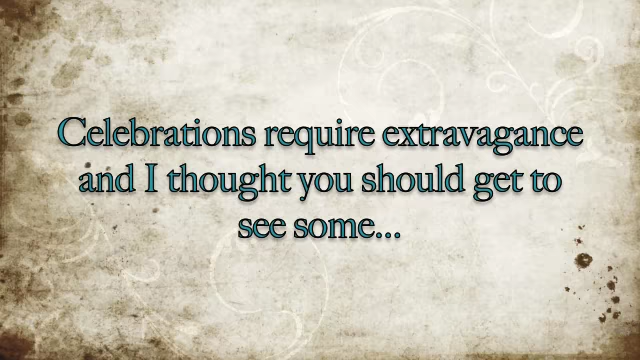 Celebrations require extravagance
and I thought you should get to
see some...